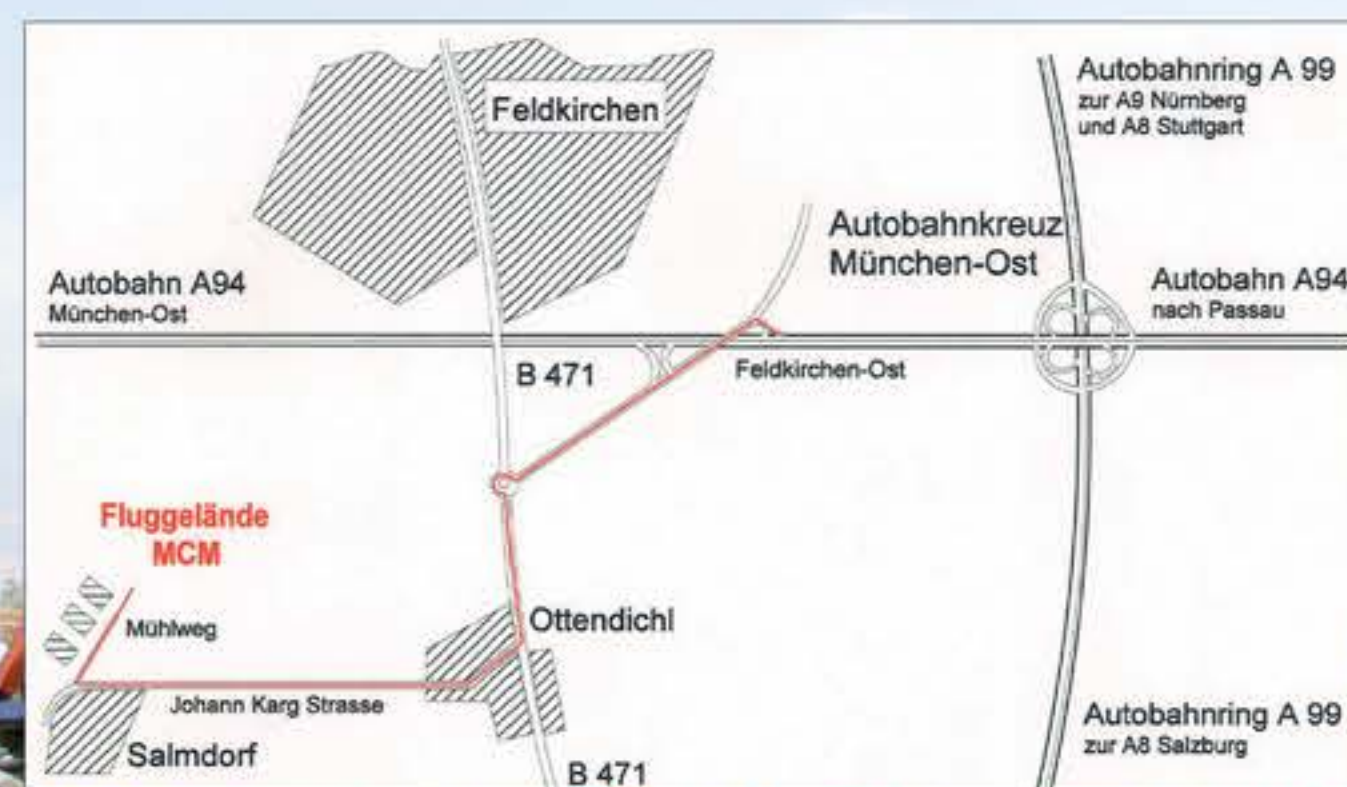 Feldkirchen
Autobahnring A 99
zur A9 Nürnberg
und A8 Stuttgart
Autobahnkreuz
München-Ost
Autobahn A94
München-Ost
Autobahn A94
nach Passau
B 471
Feldkirchen-Ost
Fluggelände
MCM
Mühlweg
Ottendichl
Johann Karg Strasse
Salmdorf
Autobahnring A 99
zur A8 Salzburg
B 471